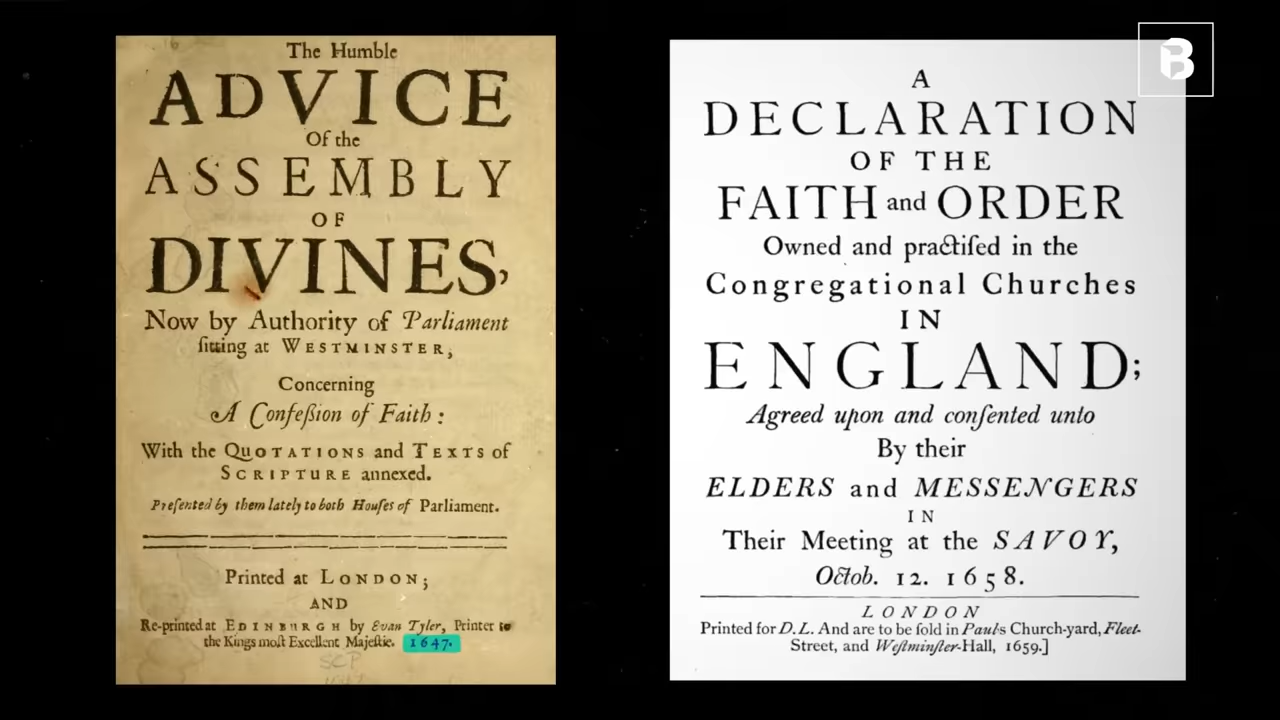 The Humble
ADVICE
Of the
ASSEMBLY
OF
DIVINES,
Now by Authority of Parliament
ſitting at WESTMINSTER,
Concerning
A Confeßion of Faith:
With the QUOTATIONS and TEXTS of
SCRIPTURE annexed.
Preſented by them lately to both Houſes of Parliament.
Printed at LONDON;
AND
Re-printed at EDINBURGH by Evan Tyler, Printer to
the Kings moſt Excellent Majeſtie. 1647.
A
DECLARATION
OF THE
FAITH and ORDER
Owned and practiſed in the
Congregational Churches
IN
ENGLAND;
Agreed upon and conſented unto
By their
ELDERS and MESSENGERS
IN
Their Meeting at the SAVOY,
Octob. 12. 1658.
LONDON
Printed for D.L. And are to be ſold in Paul's Church-yard, Fleet-
Street, and Weſtminſter-Hall, 1659.]
B